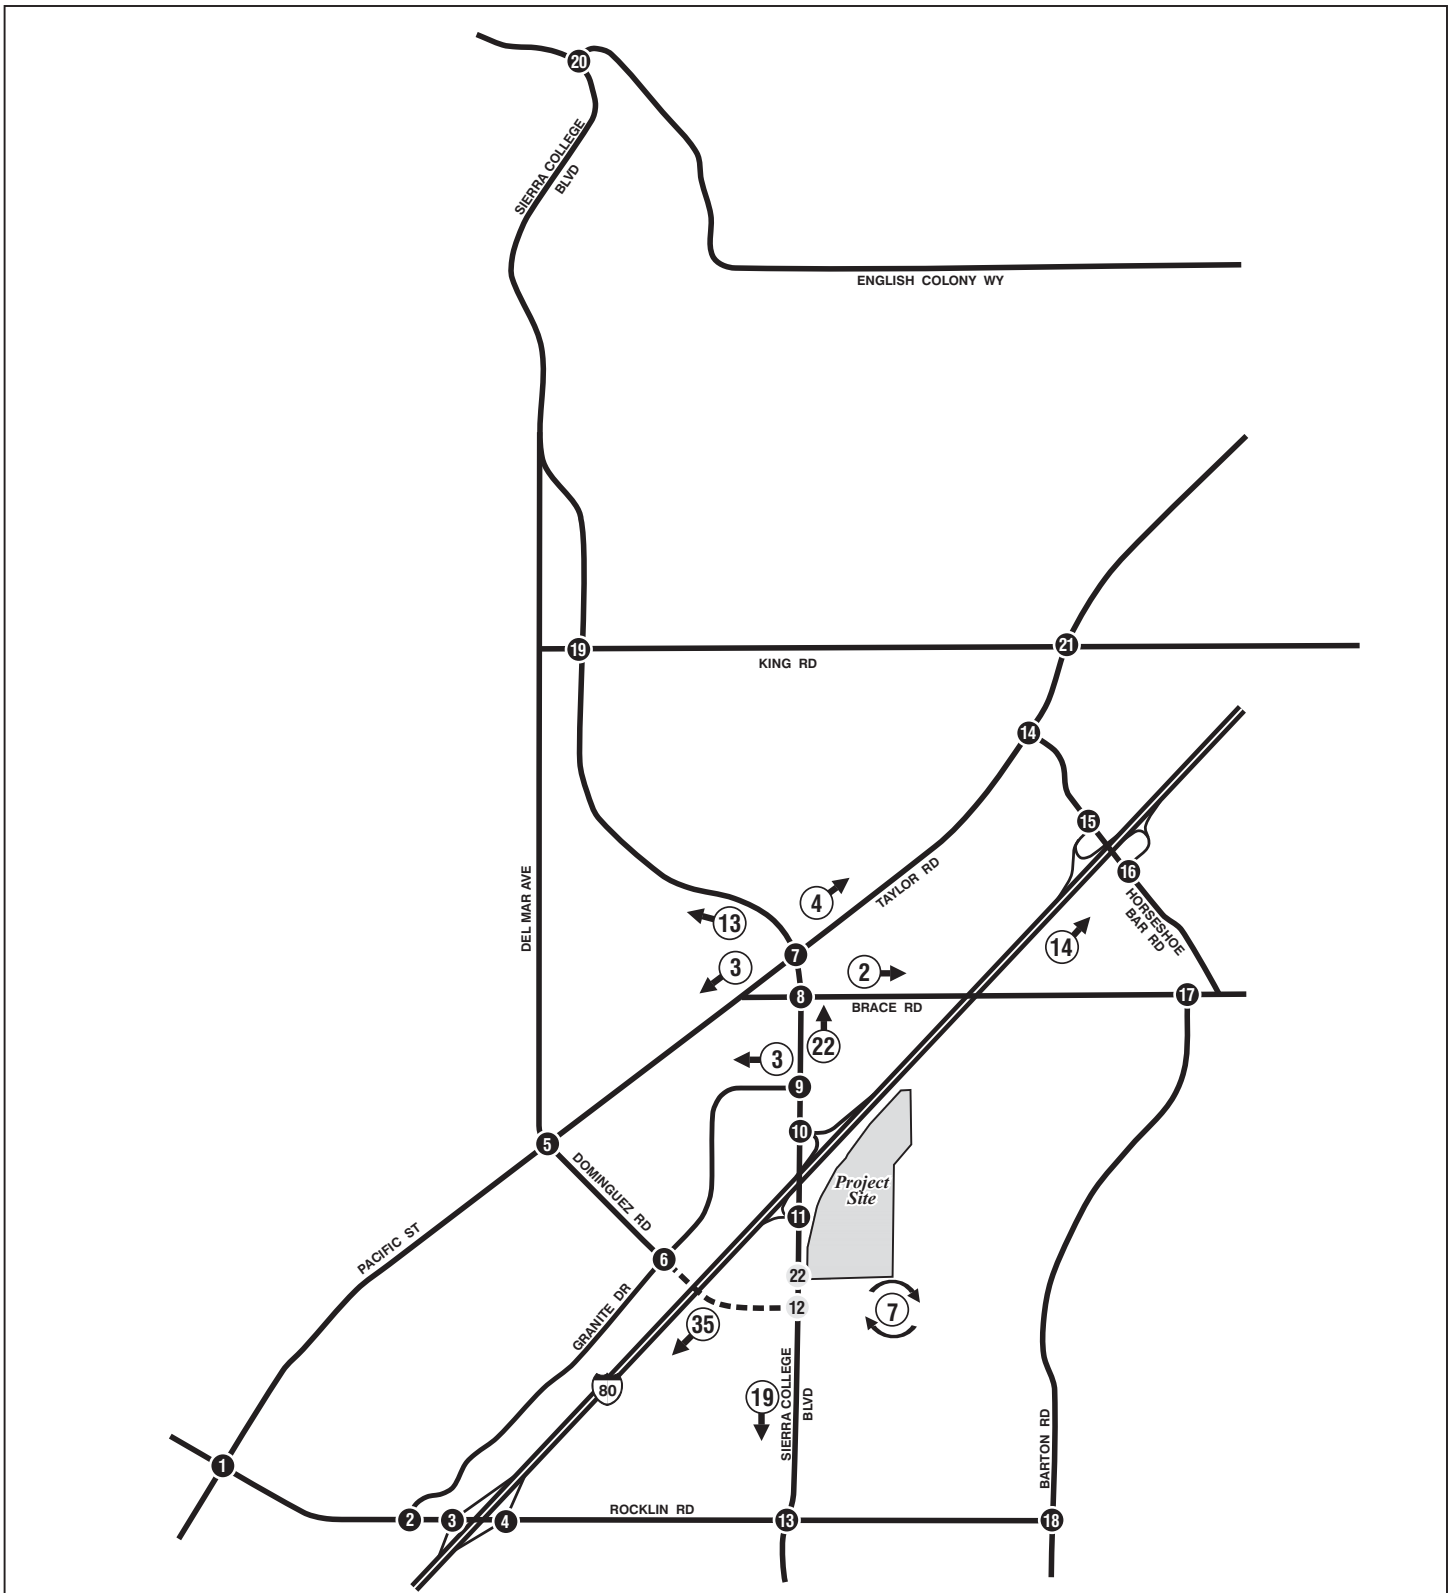 20
SIERRA COLLEGE
BLVD
ENGLISH COLONY WY
19
KING RD
21
14
15
16
HORSESHOE
BAR RD
DEL MAR AVE
TAYLOR RD
4
13
3
7
2
14
8
BRACE RD
17
22
3
9
10
5
DOMINGUEZ RD
Project
Site
11
PACIFIC ST
6
22
12
7
GRANITE DR
35
80
19
SIERRA COLLEGE
BLVD
BARTON RD
1
2
3
4
ROCKLIN RD
13
18